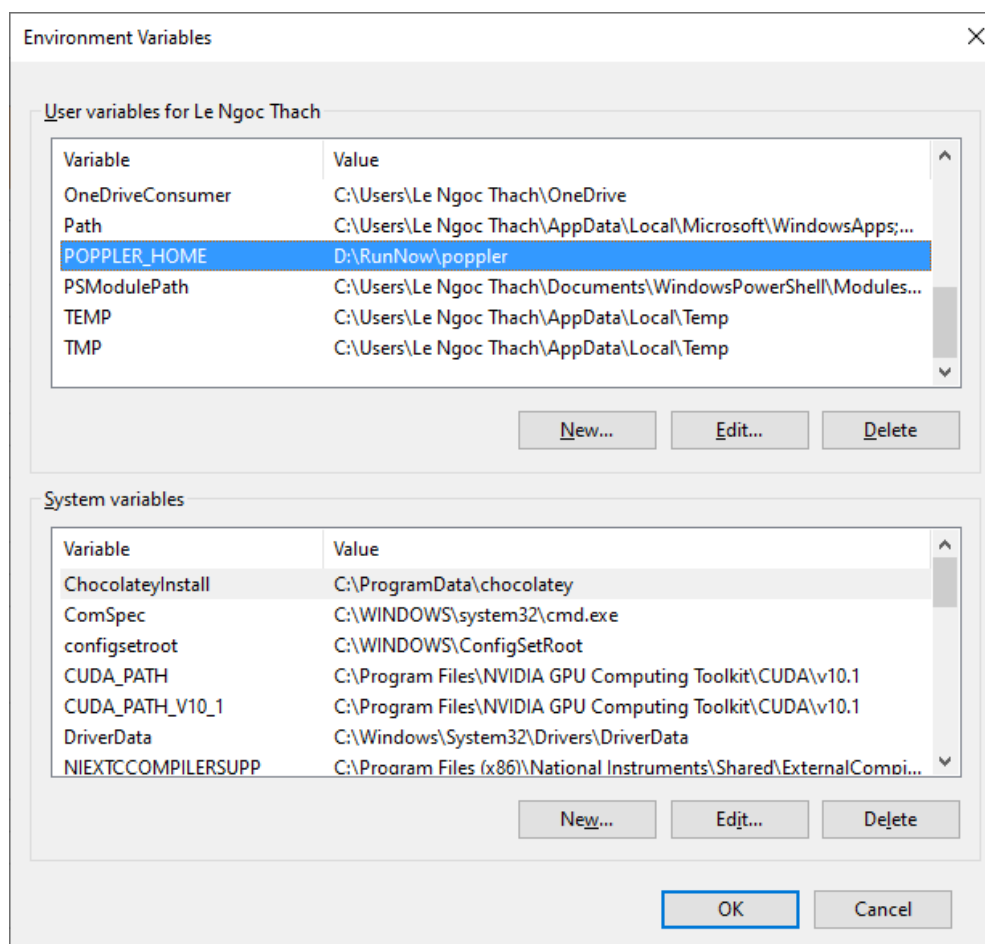 Environment Variables
User variables for Le Ngoc Thach
Variable Value
OneDriveConsumer C:\Users\Le Ngoc Thach\OneDrive
Path C:\Users\Le Ngoc Thach\AppData\Local\Microsoft\WindowsApps;...
POPPLER_HOME D:\RunNow\poppler
PSModulePath C:\Users\Le Ngoc Thach\Documents\WindowsPowerShell\Modules...
TEMP C:\Users\Le Ngoc Thach\AppData\Local\Temp
TMP C:\Users\Le Ngoc Thach\AppData\Local\Temp
New... Edit... Delete
System variables
Variable Value
ChocolateyInstall C:\ProgramData\chocolatey
ComSpec C:\WINDOWS\system32\cmd.exe
configsetroot C:\WINDOWS\ConfigSetRoot
CUDA_PATH C:\Program Files\NVIDIA GPU Computing Toolkit\CUDA\v10.1
CUDA_PATH_V10_1 C:\Program Files\NVIDIA GPU Computing Toolkit\CUDA\v10.1
DriverData C:\Windows\System32\Drivers\DriverData
NIEXTCCOMPILERSUPP C:\Program Files (x86)\National Instruments\Shared\ExternalCompi...
New... Edit... Delete
OK Cancel